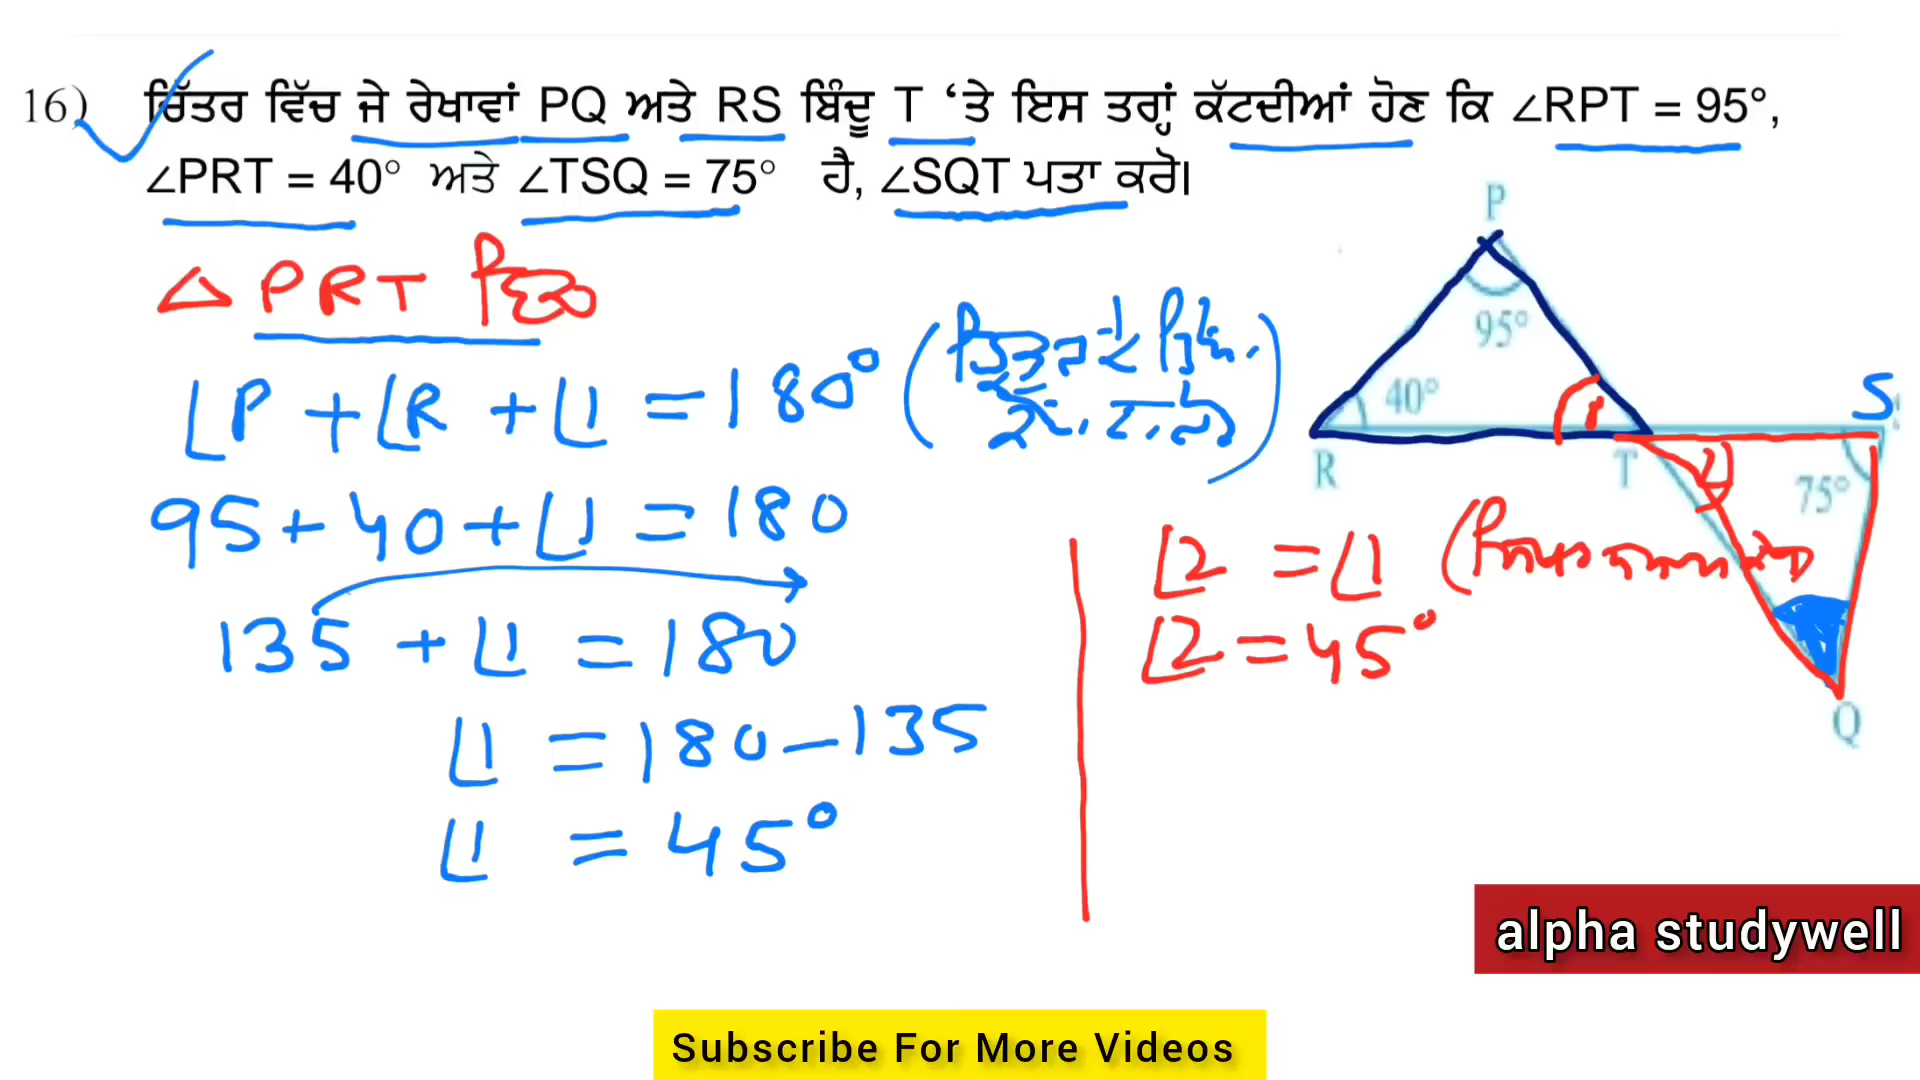 16) ਚਿੱਤਰ ਵਿੱਚ ਜੇ ਰੇਖਾਵਾਂ PQ ਅਤੇ RS ਬਿੰਦੂ T ‘ਤੇ ਇਸ ਤਰ੍ਹਾਂ ਕੱਟਦੀਆਂ ਹੋਣ ਕਿ ∠RPT = 95°,
∠PRT = 40° ਅਤੇ ∠TSQ = 75° ਹੈ, ∠SQT ਪਤਾ ਕਰੋ।
△ PRT ਵਿੱਚ
∠P + ∠R + ∠1 = 180°
95 + 40 + ∠1 = 180
135 + ∠1 = 180
∠1 = 180 - 135
∠1 = 45°
∠2 = ∠1
∠2 = 45°
P
95°
40°
1
S
R
T
2
75°
Q
alpha studywell
Subscribe For More Videos